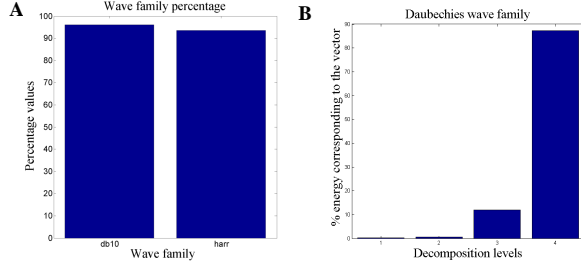 A
Wave family percentage
Percentage values
100
90
80
70
60
50
40
30
20
10
0
db10
harr
Wave family
B
Daubechies wave family
% energy corresponding to the vector
90
80
70
60
50
40
30
20
10
0
1
2
3
4
Decomposition levels